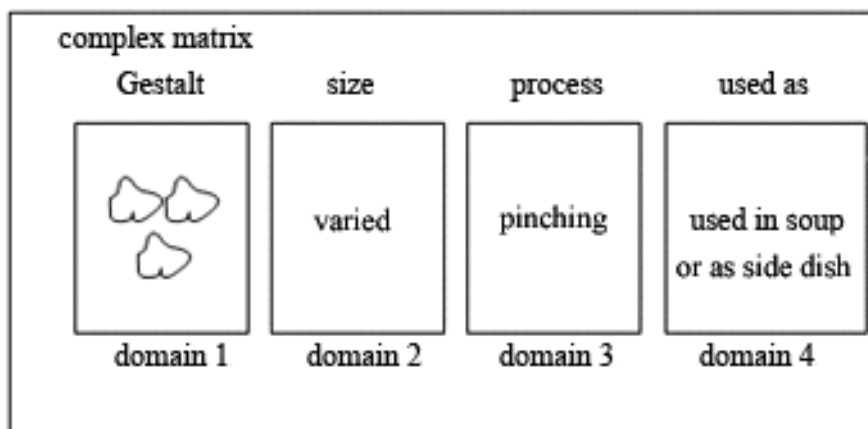 complex matrix
Gestalt size process used as
varied pinching used in soup
or as side dish
domain 1 domain 2 domain 3 domain 4